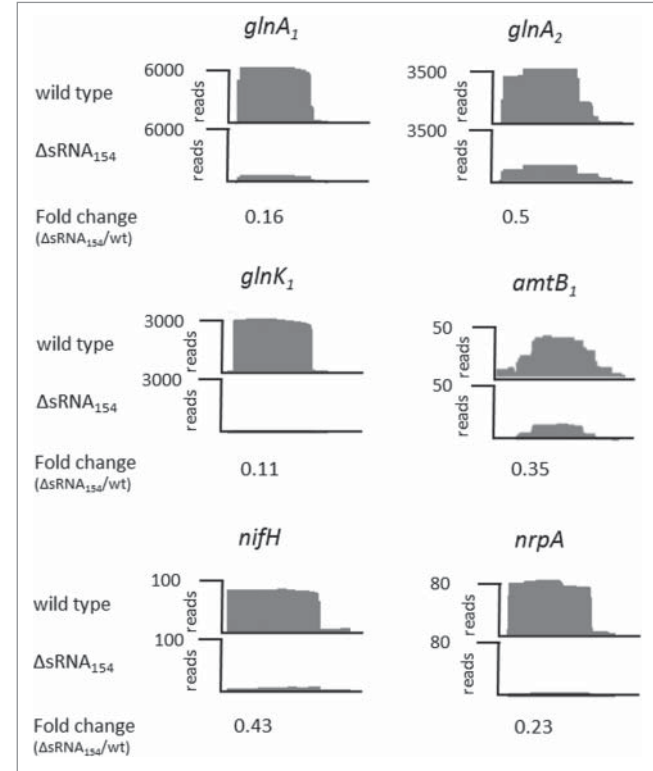 glnA₁ glnA₂
6000 3500
wild type reads reads
6000 3500
ΔsRNA₁₅₄ reads reads
Fold change 0.16 0.5
(ΔsRNA₁₅₄/wt)
glnK₁ amtB₁
3000 50
wild type reads reads
3000 50
ΔsRNA₁₅₄ reads reads
Fold change 0.11 0.35
(ΔsRNA₁₅₄/wt)
nifH nrpA
100 80
wild type reads reads
100 80
ΔsRNA₁₅₄ reads reads
Fold change 0.43 0.23
(ΔsRNA₁₅₄/wt)